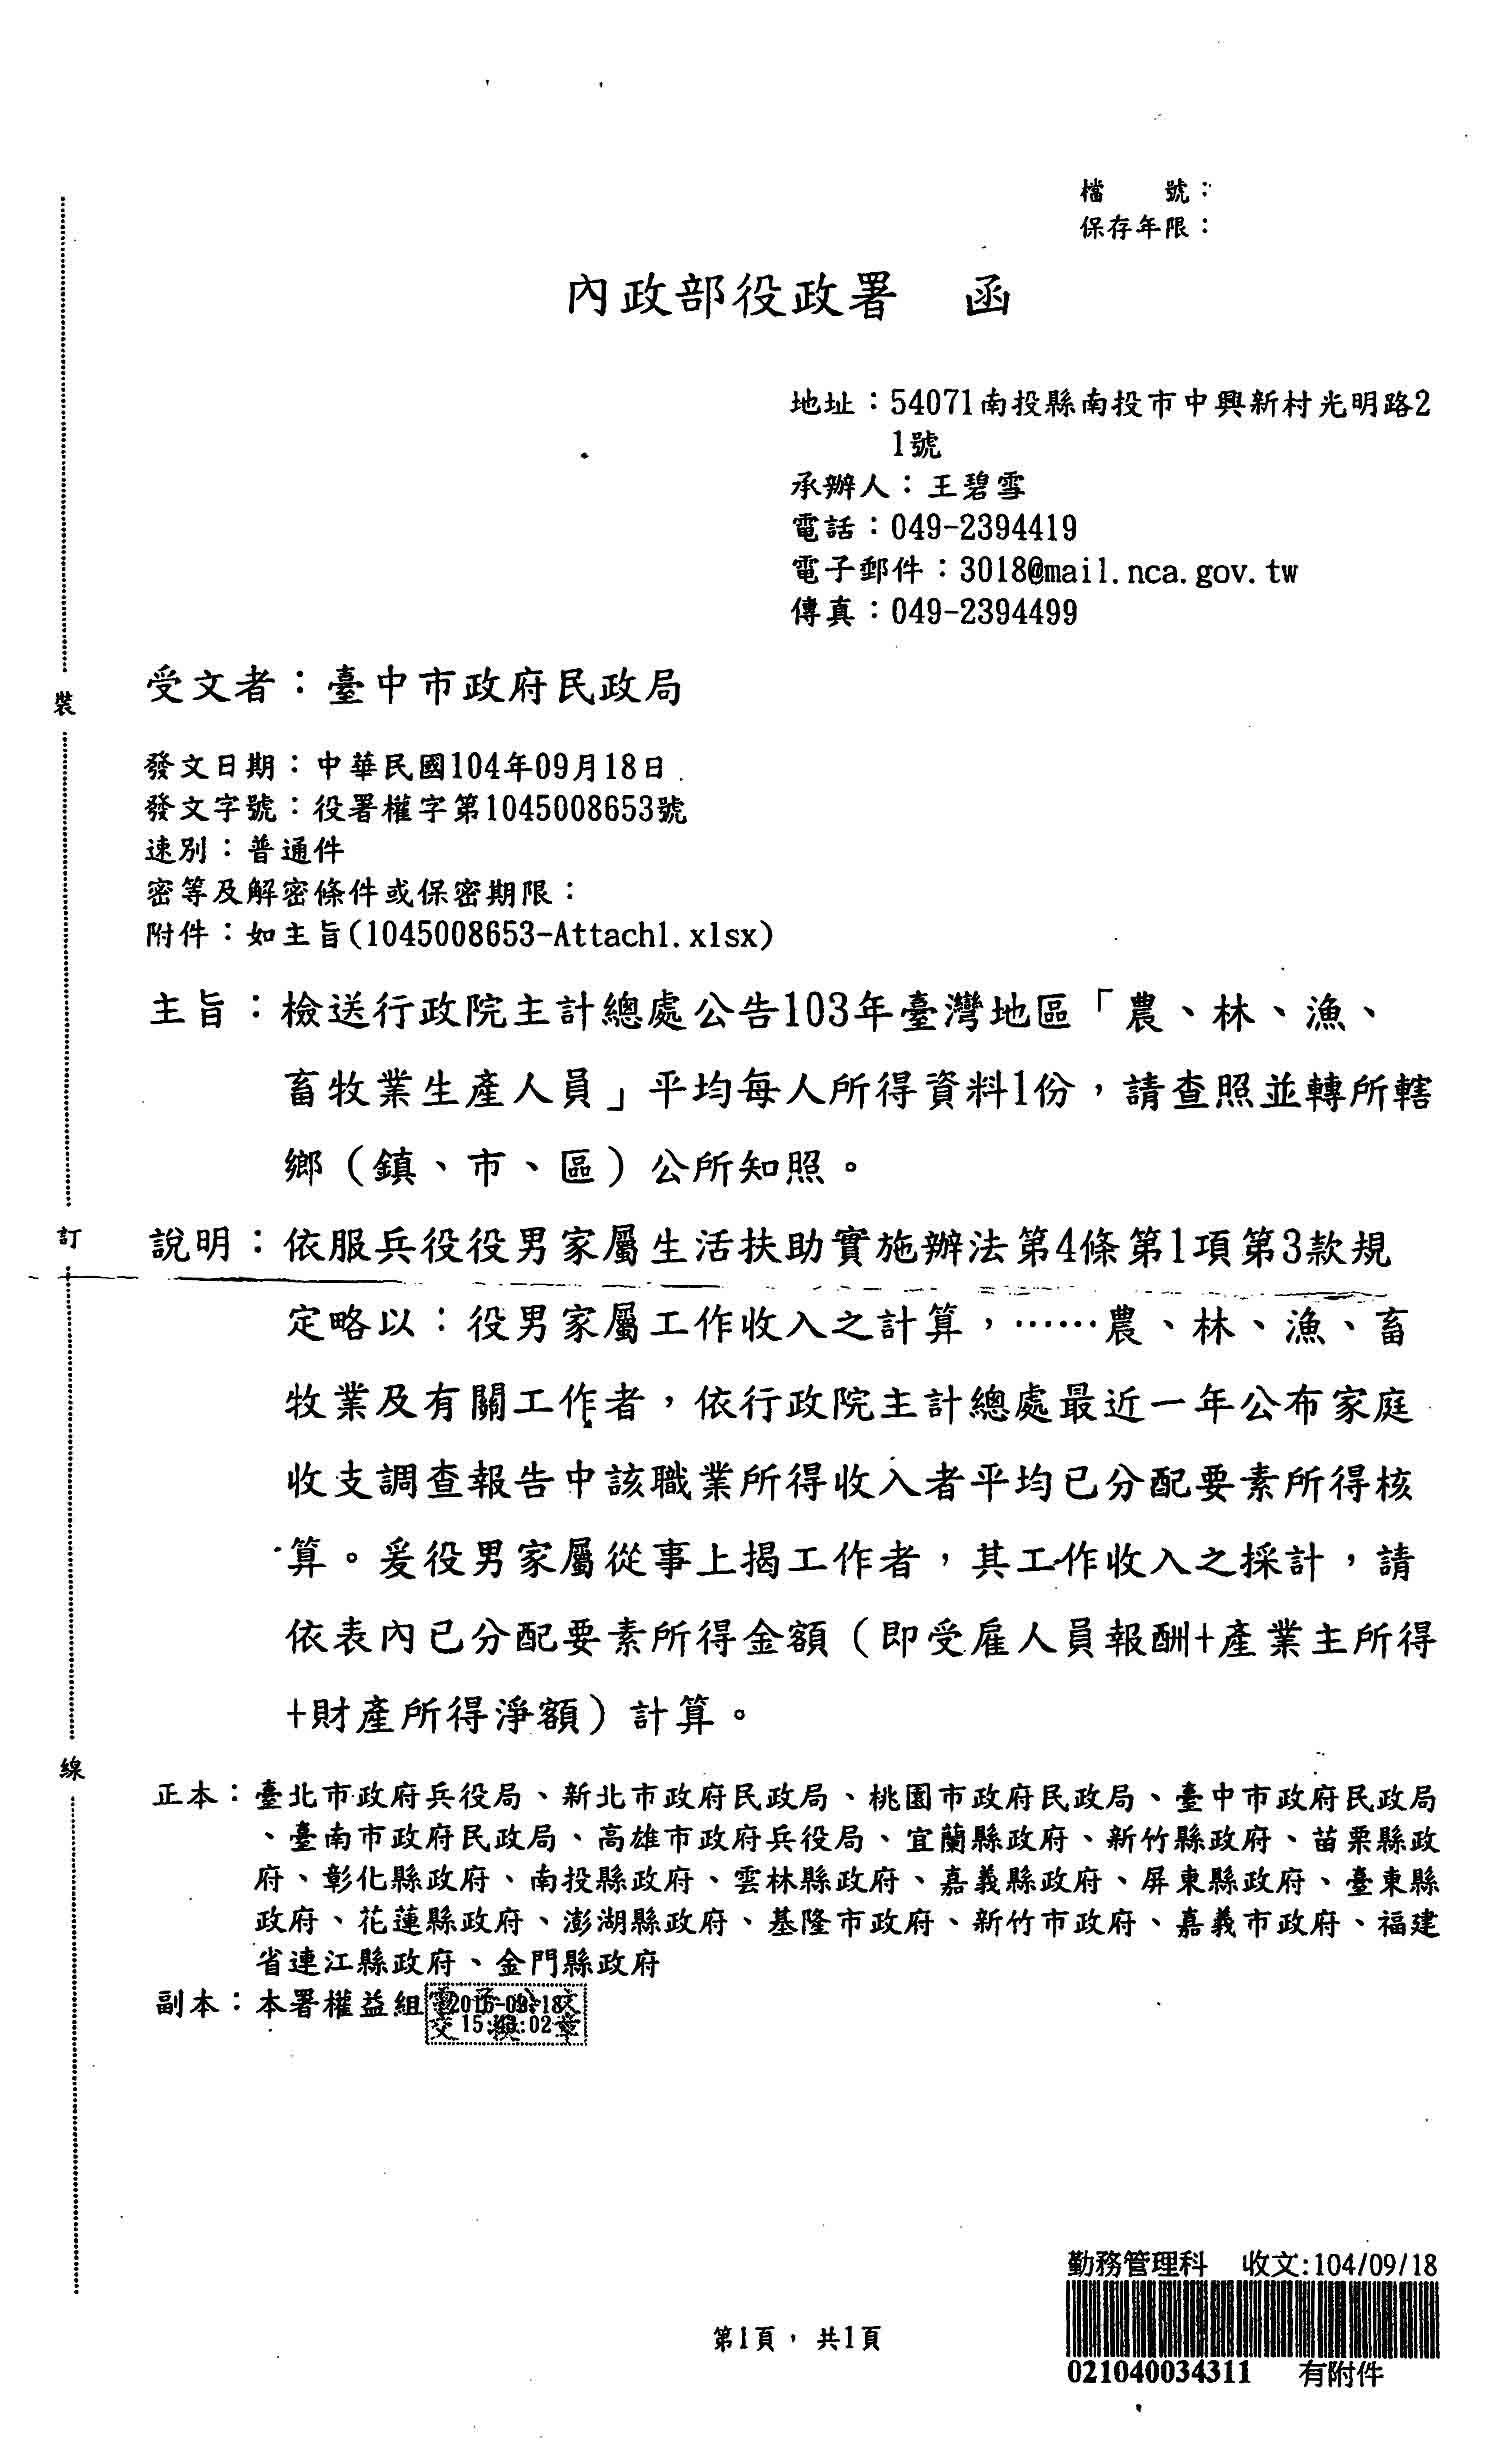 檔　　號：
保存年限：
內政部役政署　函
地址：54071南投縣南投市中興新村光明路2
1號
承辦人：王碧雪
電話：049-2394419
電子郵件：3018@mail.nca.gov.tw
傳真：049-2394499
受文者：臺中市政府民政局
發文日期：中華民國104年09月18日
發文字號：役署權字第1045008653號
速別：普通件
密等及解密條件或保密期限：
附件：如主旨(1045008653-Attach1.xlsx)
主旨：檢送行政院主計總處公告103年臺灣地區「農、林、漁、
畜牧業生產人員」平均每人所得資料1份，請查照並轉所轄
鄉（鎮、市、區）公所知照。
說明：依服兵役役男家屬生活扶助實施辦法第4條第1項第3款規
定略以：役男家屬工作收入之計算，……農、林、漁、畜
牧業及有關工作者，依行政院主計總處最近一年公布家庭
收支調查報告中該職業所得收入者平均已分配要素所得核
算。爰役男家屬從事上揭工作者，其工作收入之採計，請
依表內已分配要素所得金額（即受雇人員報酬+產業主所得
+財產所得淨額）計算。
正本：臺北市政府兵役局、新北市政府民政局、桃園市政府民政局、臺中市政府民政局
、臺南市政府民政局、高雄市政府兵役局、宜蘭縣政府、新竹縣政府、苗栗縣政
府、彰化縣政府、南投縣政府、雲林縣政府、嘉義縣政府、屏東縣政府、臺東縣
政府、花蓮縣政府、澎湖縣政府、基隆市政府、新竹市政府、嘉義市政府、福建
省連江縣政府、金門縣政府
副本：本署權益組
裝
訂
線
勤務管理科　收文:104/09/18
021040034311　有附件
第1頁，共1頁